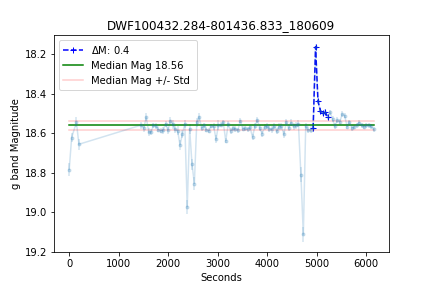 DWF100432.284-801436.833_180609
ΔM: 0.4
Median Mag 18.56
Median Mag +/- Std
g band Magnitude
18.2
18.4
18.6
18.8
19.0
19.2
0
1000
2000
3000
4000
5000
6000
Seconds